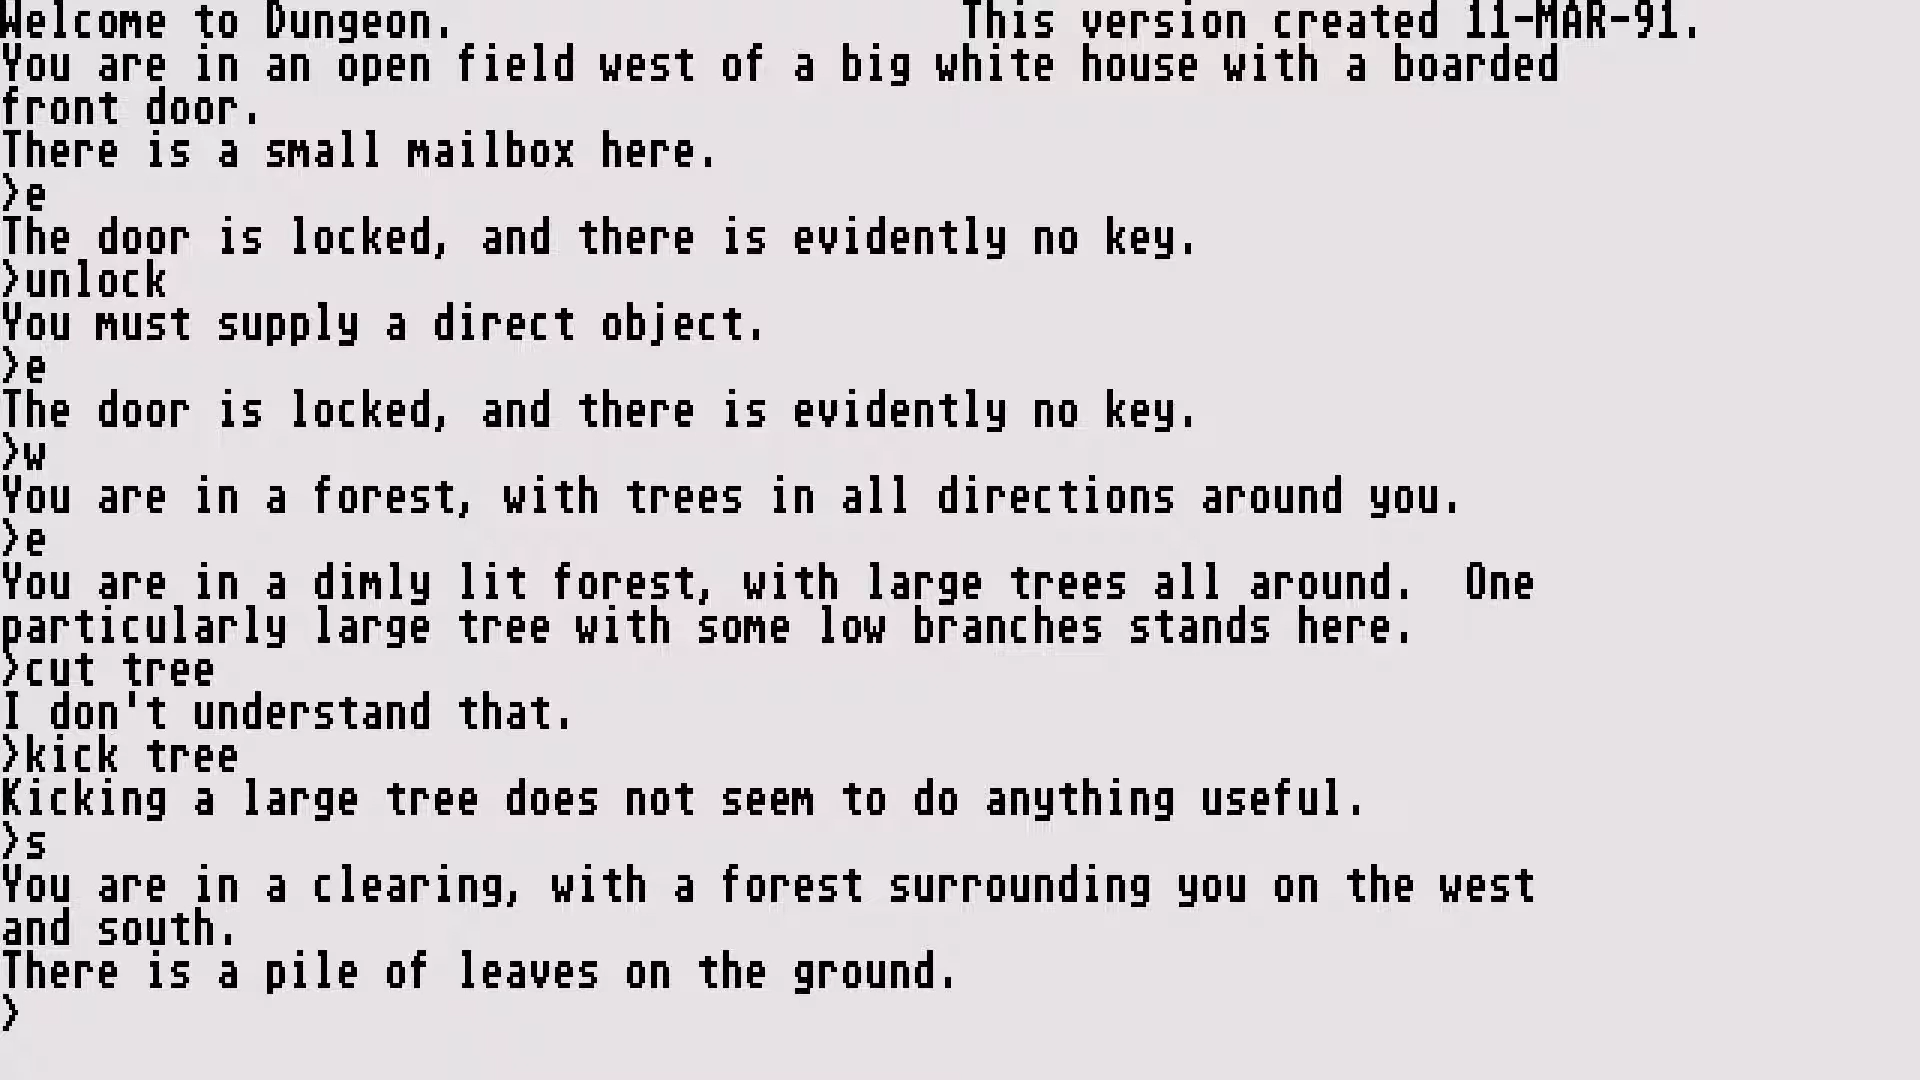 Welcome to Dungeon. This version created 11-MAR-91.
You are in an open field west of a big white house with a boarded
front door.
There is a small mailbox here.
>e
The door is locked, and there is evidently no key.
>unlock
You must supply a direct object.
>e
The door is locked, and there is evidently no key.
>w
You are in a forest, with trees in all directions around you.
>e
You are in a dimly lit forest, with large trees all around.  One
particularly large tree with some low branches stands here.
>cut tree
I don't understand that.
>kick tree
Kicking a large tree does not seem to do anything useful.
>s
You are in a clearing, with a forest surrounding you on the west
and south.
There is a pile of leaves on the ground.
>